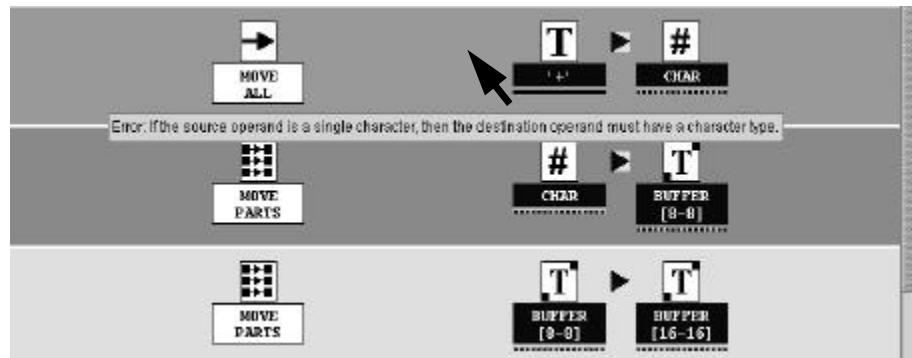 T #
MOVE
ALL
'+' CHAR
Error: If the source operand is a single character, then the destination operand must have a character type.
# T
MOVE
PARTS
CHAR BUFFER
[8-8]
T T
MOVE
PARTS
BUFFER BUFFER
[8-8] [16-16]